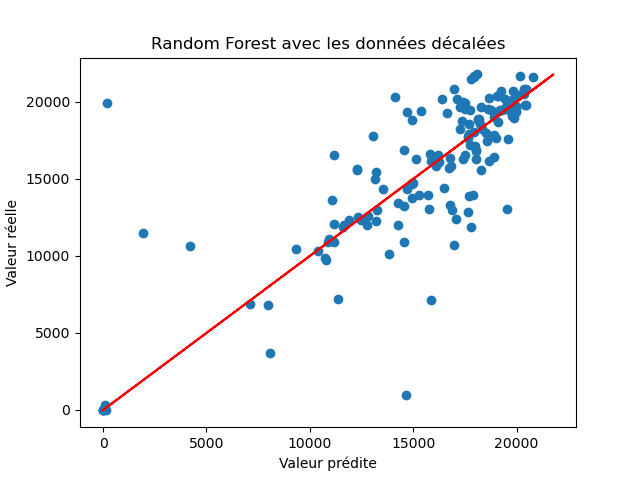 Random Forest avec les données décalées
Valeur réelle
20000
15000
10000
5000
0
0 5000 10000 15000 20000
Valeur prédite